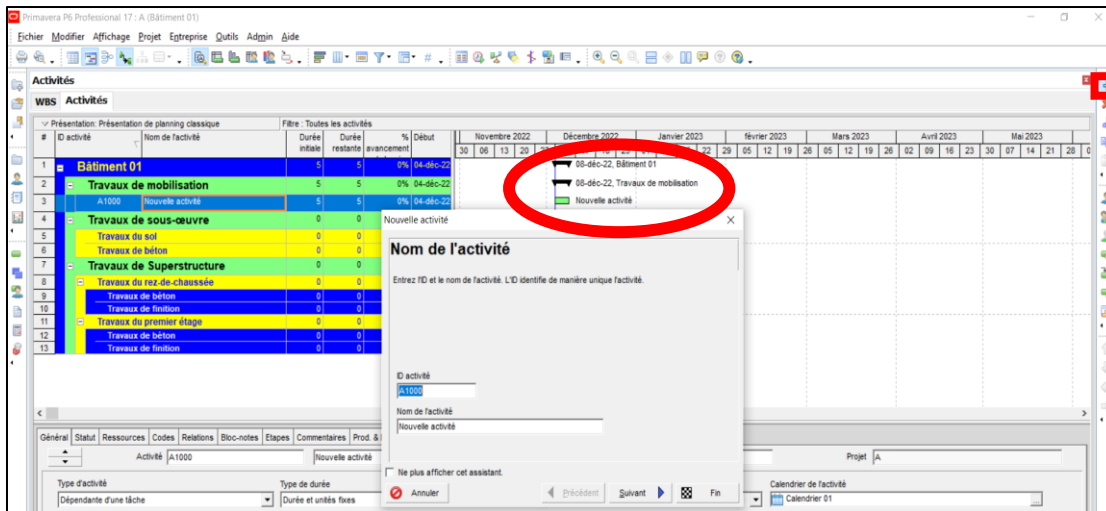 Primavera P6 Professional 17 : A (Bâtiment 01)
Fichier Modifier Affichage Projet Entreprise Outils Admin Aide
Activités
WBS Activités
Présentation: Présentation de planning classique Filtre : Toutes les activités
# ID activité Nom de l'activité Durée initiale Durée restante % avancement Début Novembre 2022 Décembre 2022 Janvier 2023 février 2023 Mars 2023 Avril 2023 Mai 2023
30 06 13 20 22 29 05 12 19 26 05 12 19 26 02 09 16 23 30 07 14 21 28
1 Bâtiment 01 5 5 0% 04-déc-22 08-déc-22, Bâtiment 01
2 Travaux de mobilisation 5 5 0% 04-déc-22 08-déc-22, Travaux de mobilisation
3 A1000 Nouvelle activité 5 5 0% 04-déc-22 Nouvelle activité
4 Travaux de sous-œuvre 0 0
5 Travaux du sol 0 0
6 Travaux de béton 0 0
7 Travaux de Superstructure 0 0
8 Travaux du rez-de-chaussée 0 0
9 Travaux de béton 0 0
10 Travaux de finition 0 0
11 Travaux du premier étage 0 0
12 Travaux de béton 0 0
13 Travaux de finition 0 0
Nouvelle activité
Nom de l'activité
Entrez l'ID et le nom de l'activité. L'ID identifie de manière unique l'activité.
ID activité
A1000
Nom de l'activité
Nouvelle activité
Ne plus afficher cet assistant.
Annuler Précédent Suivant Fin
Général Statut Ressources Codes Relations Bloc-notes Etapes Commentaires Prod. &
Activité A1000 Nouvelle activité Projet A
Type d'activité Type de durée Calendrier de l'activité
Dépendante d'une tâche Durée et unités fixes Calendrier 01